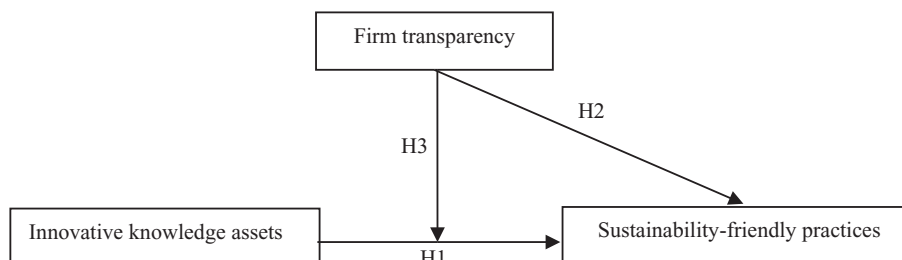 Firm transparency
H2
H3
Innovative knowledge assets
Sustainability-friendly practices
H1